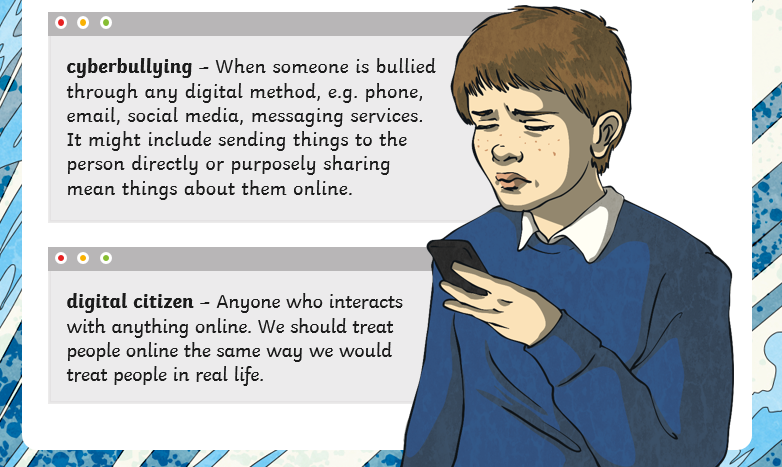 cyberbullying – When someone is bullied
through any digital method, e.g. phone,
email, social media, messaging services.
It might include sending things to the
person directly or purposely sharing
mean things about them online.
digital citizen – Anyone who interacts
with anything online. We should treat
people online the same way we would
treat people in real life.